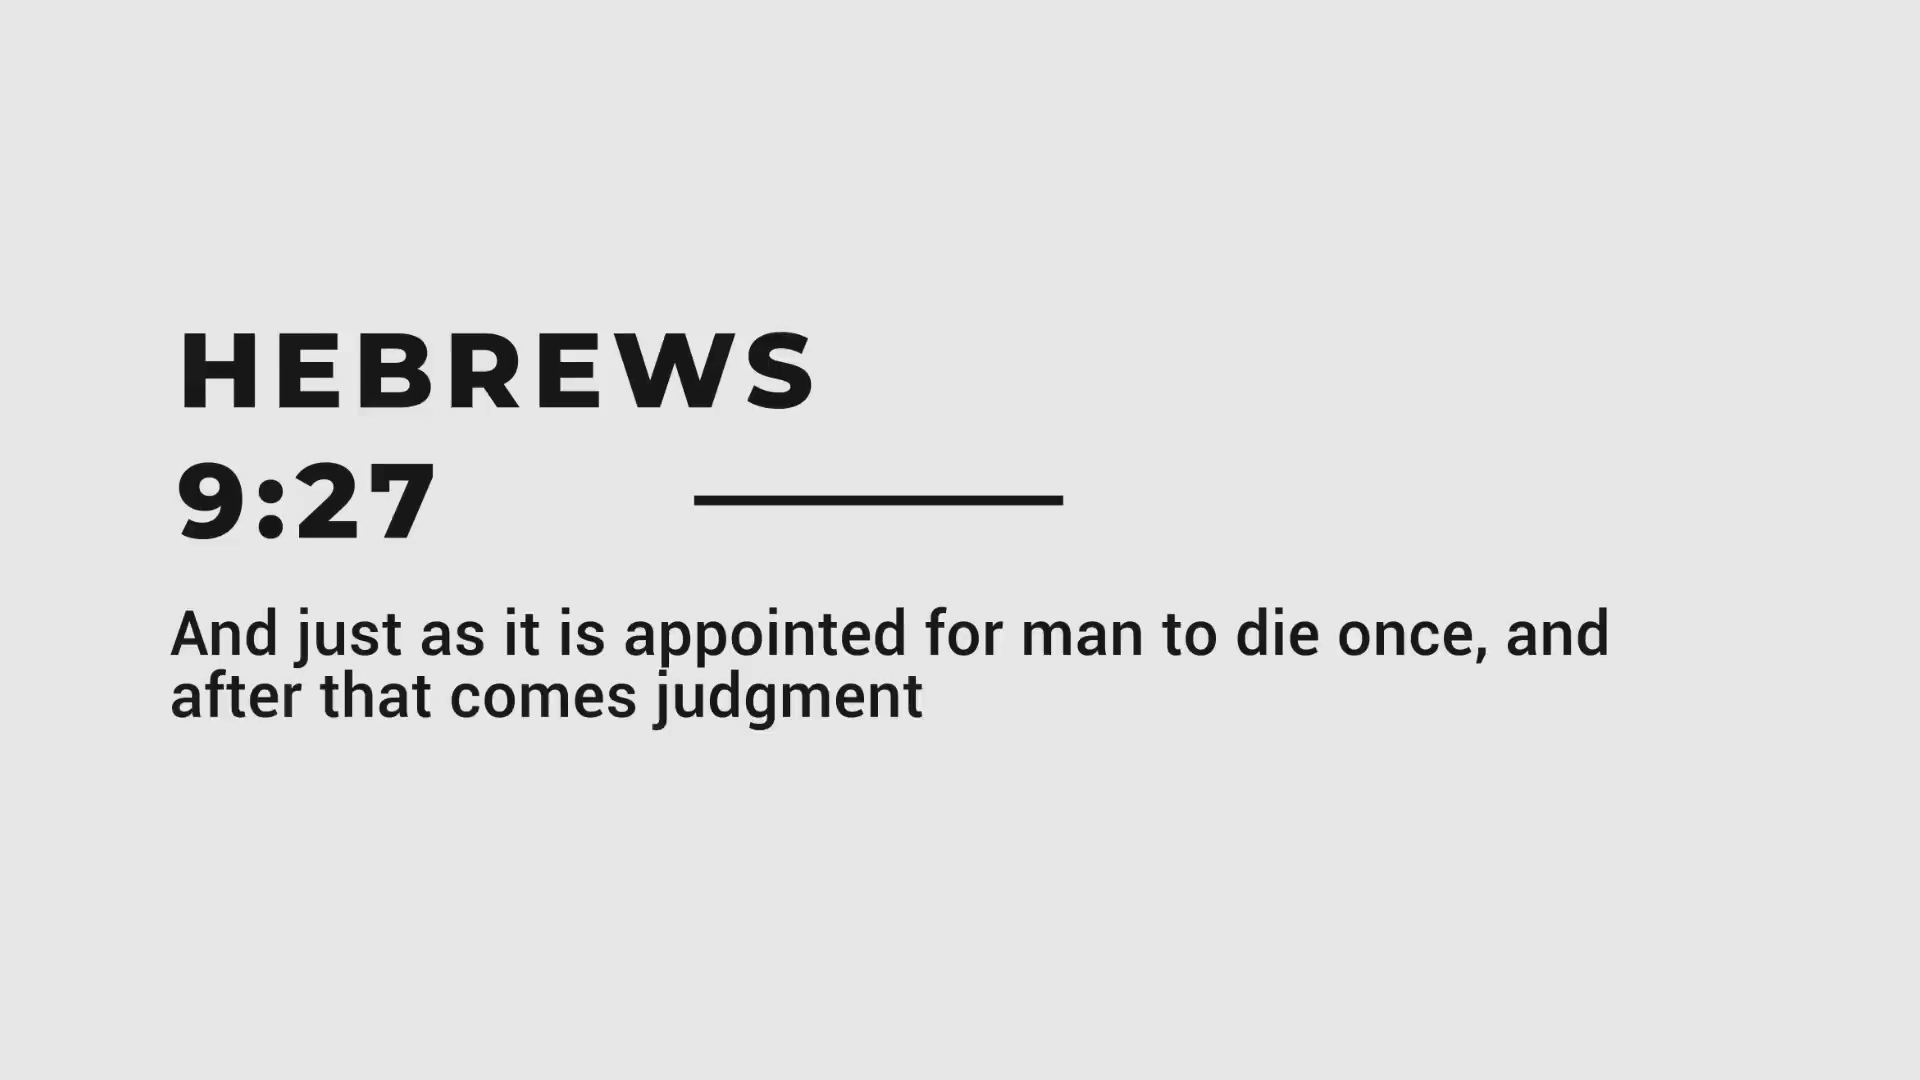 HEBREWS
9:27
And just as it is appointed for man to die once, and
after that comes judgment